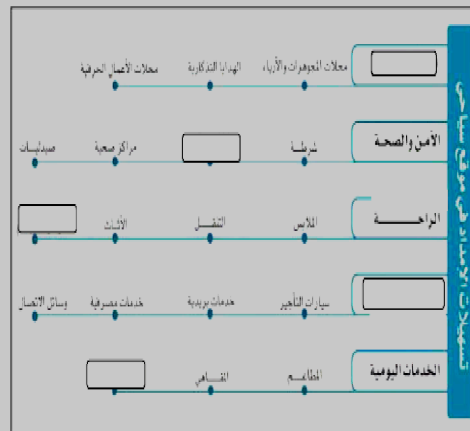 تسهيلات الامداد في موقع سياحي
محلات المجوهرات والأزياء الهدايا التذكارية محلات الأعمال الحرفية
الأمن والصحة شرطة مراكز صحية صيدليات
الراحة الملابس التنقل الأثاث
سيارات التأجير خدمات بريدية خدمات مصرفية وسائل الاتصال
الخدمات اليومية المطاعم المقاهي